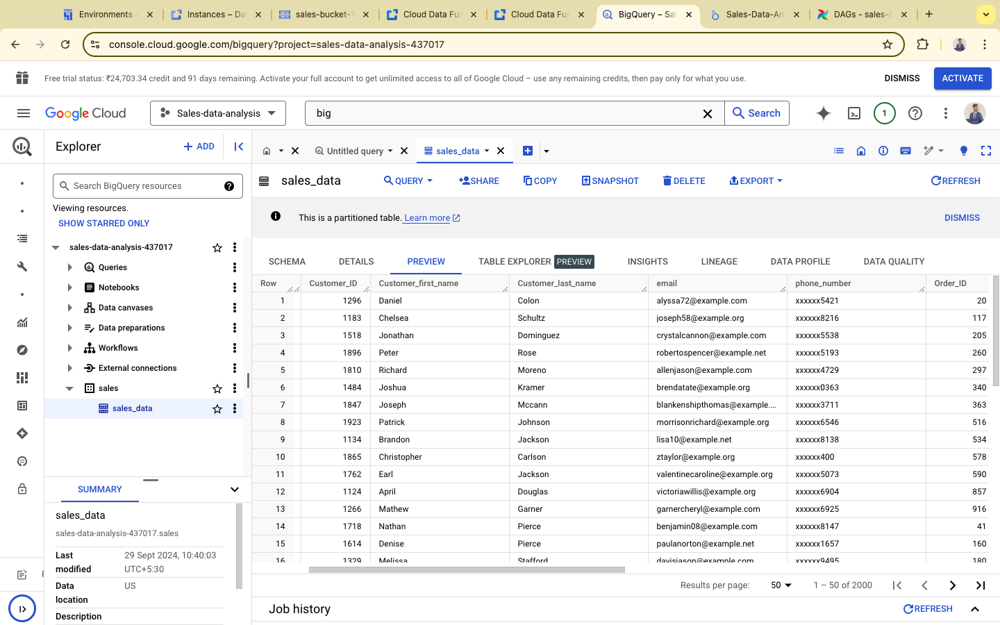 Environments –
Instances – Da
sales-bucket-1
Cloud Data Fus
Cloud Data Fus
BigQuery – Sal
Sales-Data-An
DAGs - sales-c
console.cloud.google.com/bigquery?project=sales-data-analysis-437017
Free trial status: ₹24,703.34 credit and 91 days remaining. Activate your full account to get unlimited access to all of Google Cloud – use any remaining credits, then pay only for what you use.
DISMISS
ACTIVATE
Google Cloud
Sales-data-analysis
big
Search
1
Explorer
ADD
Untitled query
sales_data
Search BigQuery resources
Viewing resources.
SHOW STARRED ONLY
sales-data-analysis-437017
Queries
Notebooks
Data canvases
Data preparations
Workflows
External connections
sales
sales_data
SUMMARY
sales_data
sales-data-analysis-437017.sales
Last modified 29 Sept 2024, 10:40:03 UTC+5:30
Data location US
Description
sales_data
QUERY
SHARE
COPY
SNAPSHOT
DELETE
EXPORT
REFRESH
This is a partitioned table. Learn more
DISMISS
SCHEMA DETAILS PREVIEW TABLE EXPLORER PREVIEW INSIGHTS LINEAGE DATA PROFILE DATA QUALITY
Row Customer_ID Customer_first_name Customer_last_name email phone_number Order_ID
1 1296 Daniel Colon alyssa72@example.com xxxxxx5421 20
2 1183 Chelsea Schultz joseph58@example.org xxxxxx8216 117
3 1518 Jonathan Dominguez crystalcannon@example.com xxxxxx5538 205
4 1896 Peter Rose robertospencer@example.net xxxxxx5193 260
5 1810 Richard Moreno allenjason@example.com xxxxxx4729 297
6 1484 Joshua Kramer brendatate@example.org xxxxxx0363 340
7 1847 Joseph Mccann blankenshipthomas@example.... xxxxxx3711 363
8 1923 Patrick Johnson morrisonrichard@example.org xxxxxx6546 516
9 1134 Brandon Jackson lisa10@example.net xxxxxx8138 534
10 1865 Christopher Carlson ztaylor@example.org xxxxxx400 578
11 1762 Earl Jackson valentinecaroline@example.org xxxxxx5073 590
12 1124 April Douglas victoriawillis@example.org xxxxxx6904 857
13 1266 Mathew Garner garnercheryl@example.com xxxxxx6925 916
14 1718 Nathan Pierce benjamin08@example.com xxxxxx8147 41
15 1614 Denise Pierce paulanorton@example.net xxxxxx1657 160
16 1329 Melissa Stafford davisjason@example.com xxxxxx9495 180
Results per page: 50 1 – 50 of 2000
Job history
REFRESH